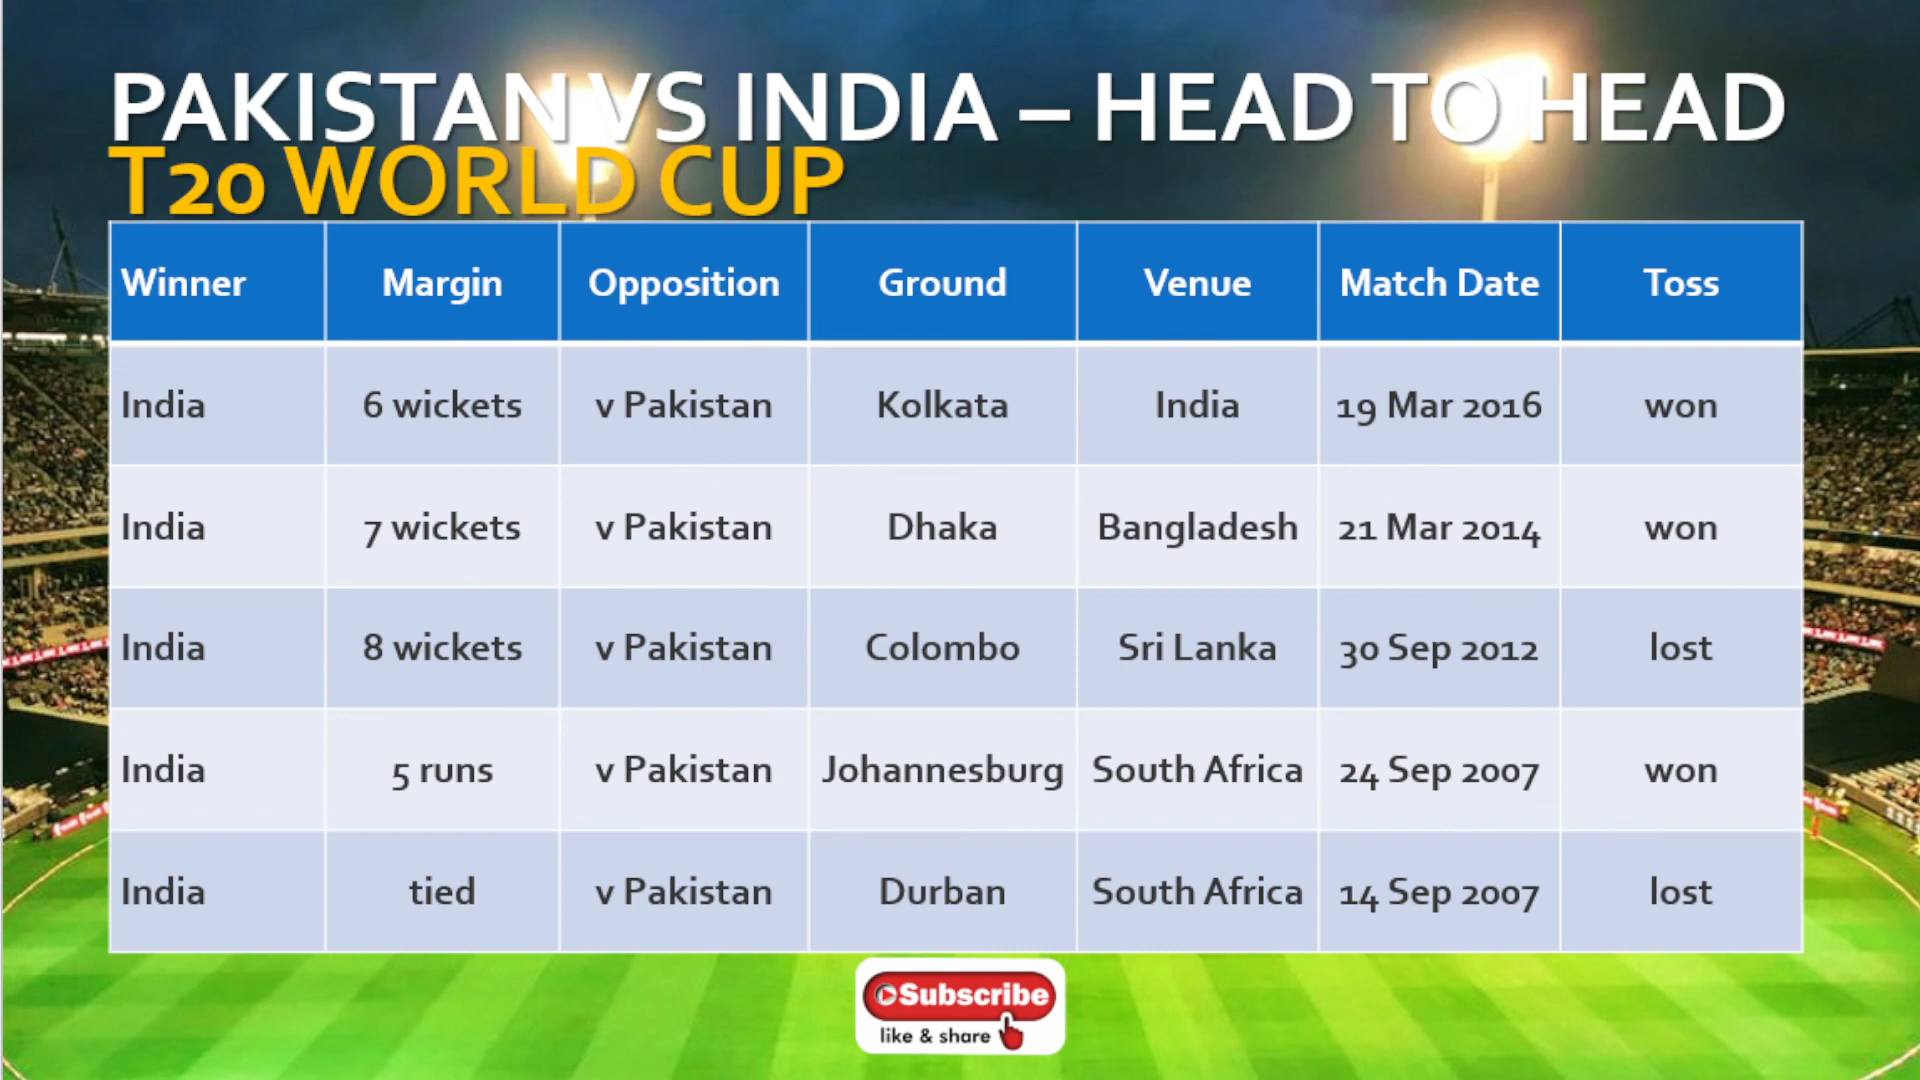 PAKISTAN VS INDIA – HEAD TO HEAD
T20 WORLD CUP
Winner Margin Opposition Ground Venue Match Date Toss
India 6 wickets v Pakistan Kolkata India 19 Mar 2016 won
India 7 wickets v Pakistan Dhaka Bangladesh 21 Mar 2014 won
India 8 wickets v Pakistan Colombo Sri Lanka 30 Sep 2012 lost
India 5 runs v Pakistan Johannesburg South Africa 24 Sep 2007 won
India tied v Pakistan Durban South Africa 14 Sep 2007 lost
Subscribe
like & share